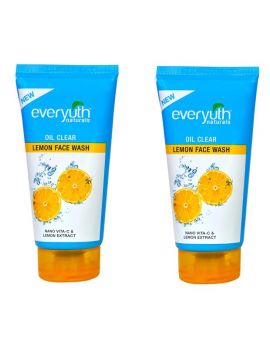 NEW
everyuth
naturals
OIL CLEAR
LEMON FACE WASH
NANO VITA-C &
LEMON EXTRACT
NEW
everyuth
naturals
OIL CLEAR
LEMON FACE WASH
NANO VITA-C &
LEMON EXTRACT